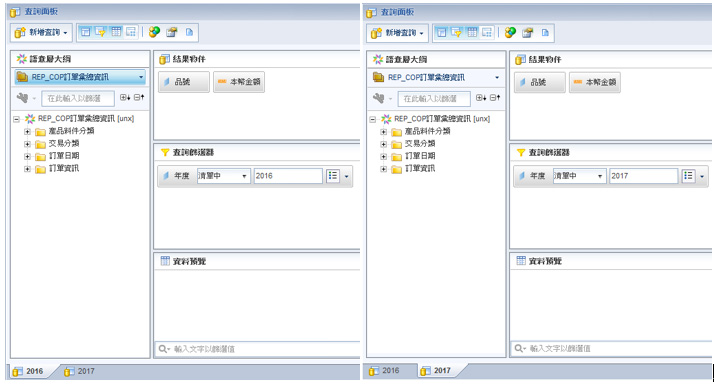 查詢面板
新增查詢
語意層大綱
REP_COP訂單彙總資訊
在此輸入以篩選
REP_COP訂單彙總資訊 [unx]
產品料件分類
交易分類
訂單日期
訂單資訊
結果物件
品號 本幣金額
查詢篩選器
年度 清單中 2016
資料預覽
輸入文字以篩選值
2016 2017
查詢面板
新增查詢
語意層大綱
REP_COP訂單彙總資訊
在此輸入以篩選
REP_COP訂單彙總資訊 [unx]
產品料件分類
交易分類
訂單日期
訂單資訊
結果物件
品號 本幣金額
查詢篩選器
年度 清單中 2017
資料預覽
輸入文字以篩選值
2016 2017